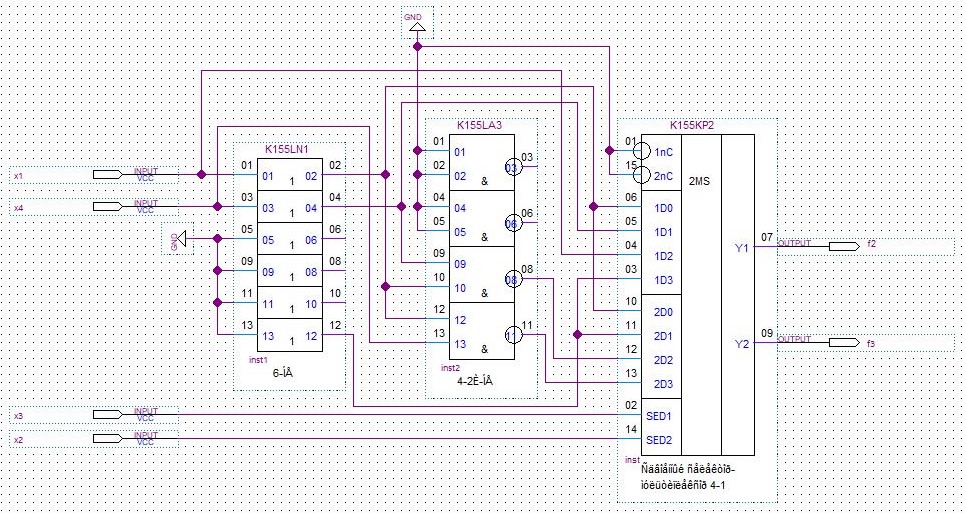 GND
K155LA3
K155KP2
K155LN1
x1 INPUT VCC 01 01 1 02 02
x4 INPUT VCC 03 03 1 04 04
GND 05 05 1 06 06
09 09 1 08 08
11 11 1 10 10
13 13 1 12 12
inst1
6-ÍÅ
01 01 03 03
02 02 &
04 04 06 06
05 05 &
09 09 08 08
10 10 &
12 12 11 11
13 13 &
inst2
4-2È-ÍÅ
01 1nC
15 2nC 2MS
06 1D0
05 1D1
04 1D2
03 1D3
10 2D0
11 2D1
12 2D2
13 2D3
Y1 07 OUTPUT f2
Y2 09 OUTPUT f3
x3 INPUT VCC 02 SED1
x2 INPUT VCC 14 SED2
inst